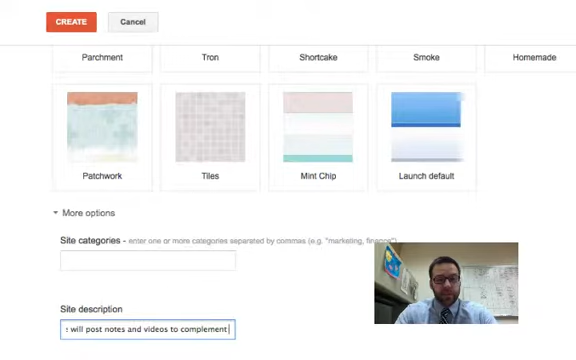 CREATE Cancel
Parchment Tron Shortcake Smoke Homemade
Patchwork Tiles Mint Chip Launch default
More options
Site categories - enter one or more categories separated by commas (e.g. "marketing, finance")
Site description
will post notes and videos to complement